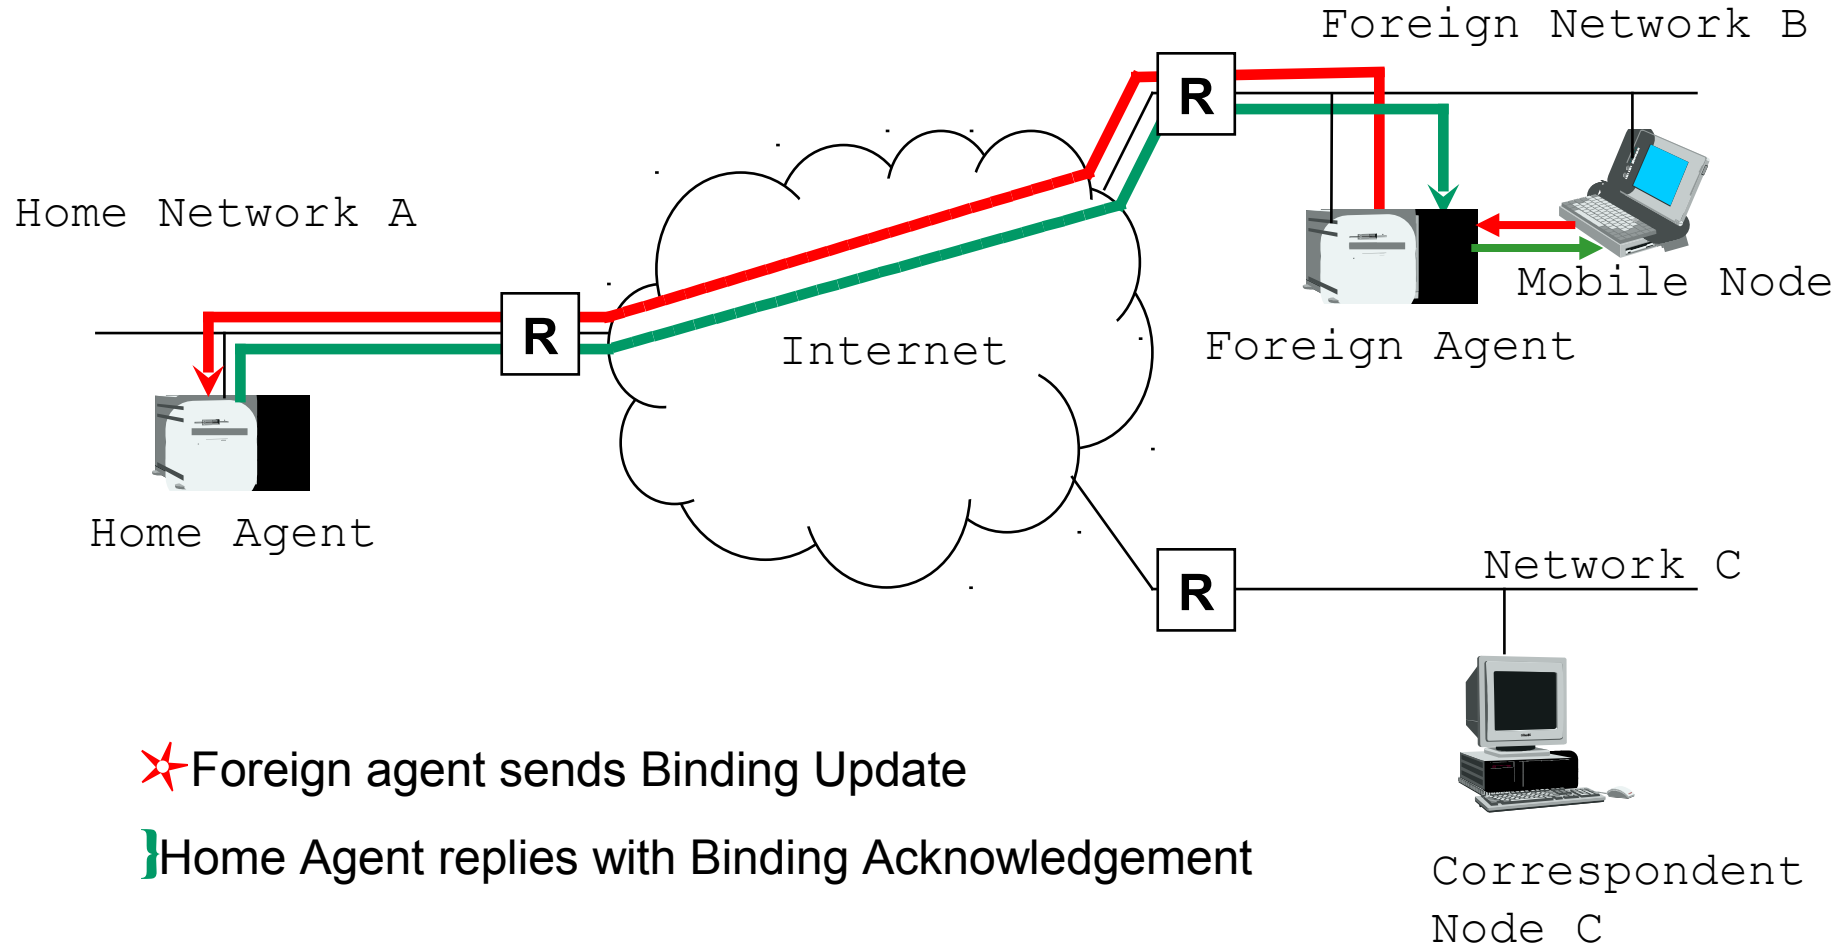 Foreign Network B
R
Home Network A
Mobile Node
R
Internet
Foreign Agent
Home Agent
Network C
R
Foreign agent sends Binding Update
Home Agent replies with Binding Acknowledgement
Correspondent
Node C